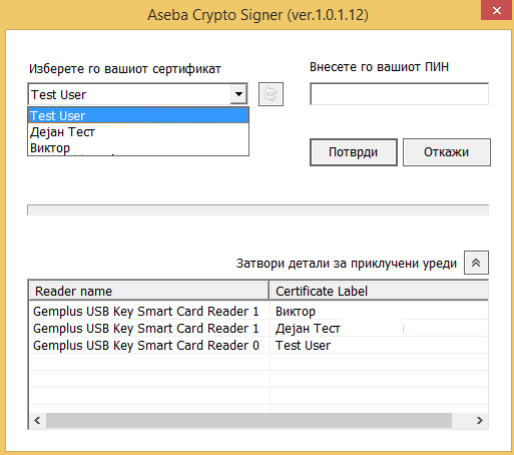 Aseba Crypto Signer (ver.1.0.1.12)
Изберете го вашиот сертификат
Внесете го вашиот ПИН
Test User
Test User
Дејан Тест
Виктор
Потврди
Откажи
Затвори детали за приклучени уреди
Reader name Certificate Label
Gemplus USB Key Smart Card Reader 1 Виктор
Gemplus USB Key Smart Card Reader 1 Дејан Тест
Gemplus USB Key Smart Card Reader 0 Test User